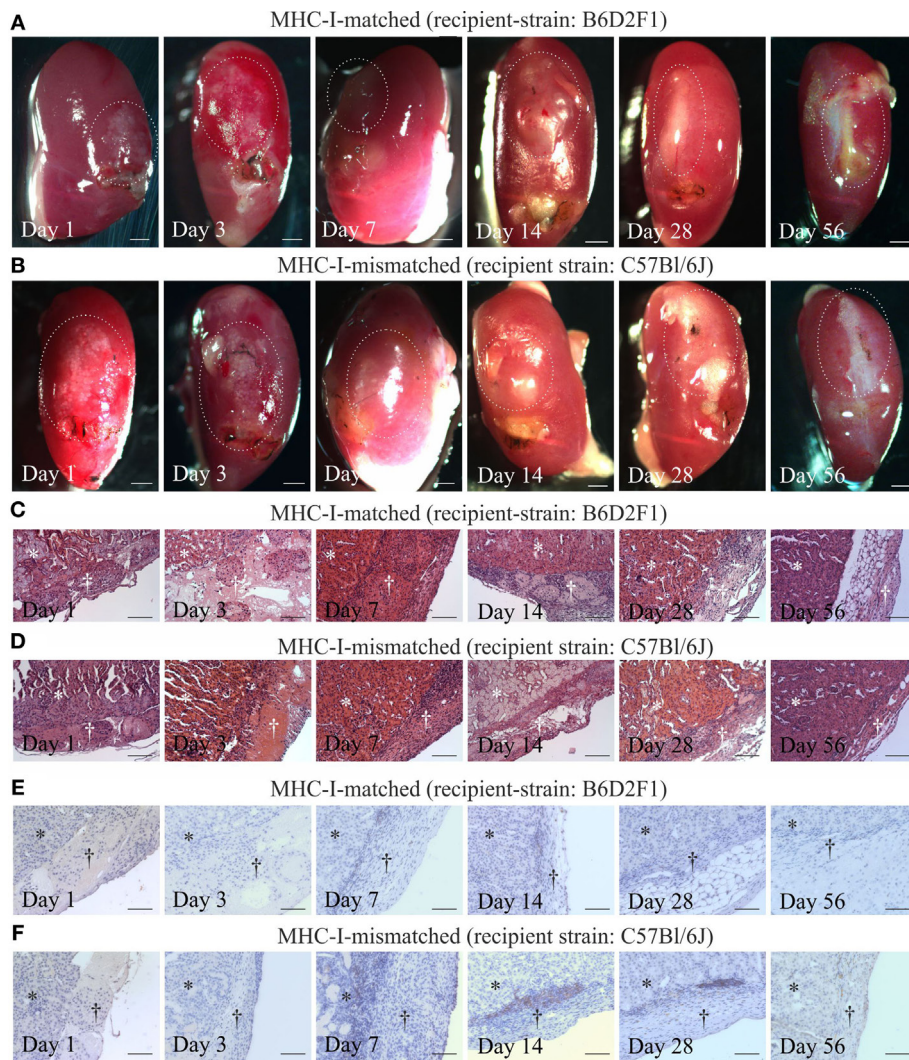 A
MHC-I-matched (recipient-strain: B6D2F1)
Day 1 Day 3 Day 7 Day 14 Day 28 Day 56
B
MHC-I-mismatched (recipient strain: C57Bl/6J)
Day 1 Day 3 Day 7 Day 14 Day 28 Day 56
C
MHC-I-matched (recipient-strain: B6D2F1)
* † * † * † * † * † * †
Day 1 Day 3 Day 7 Day 14 Day 28 Day 56
D
MHC-I-mismatched (recipient strain: C57Bl/6J)
* † * † * † * † * † * †
Day 1 Day 3 Day 7 Day 14 Day 28 Day 56
E
MHC-I-matched (recipient-strain: B6D2F1)
* † * † * † * † * † * †
Day 1 Day 3 Day 7 Day 14 Day 28 Day 56
F
MHC-I-mismatched (recipient strain: C57Bl/6J)
* † * † * † * † * † * †
Day 1 Day 3 Day 7 Day 14 Day 28 Day 56